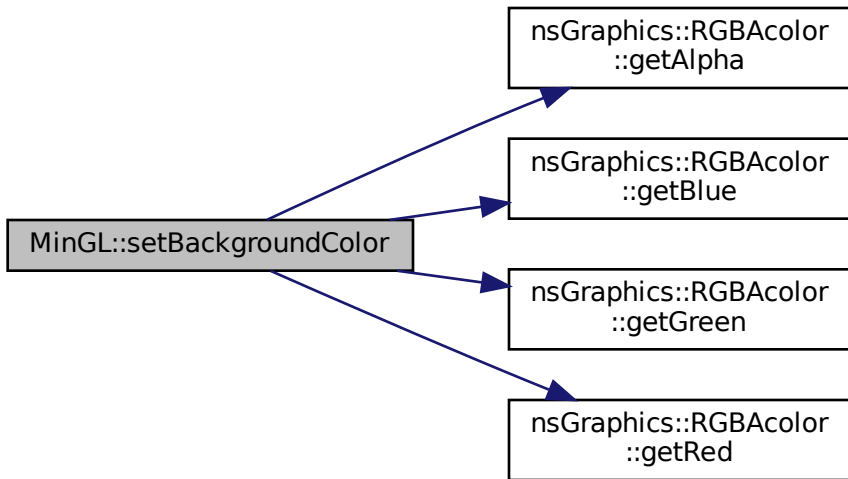 nsGraphics::RGBAcolor
::getAlpha
nsGraphics::RGBAcolor
::getBlue
MinGL::setBackgroundColor
nsGraphics::RGBAcolor
::getGreen
nsGraphics::RGBAcolor
::getRed